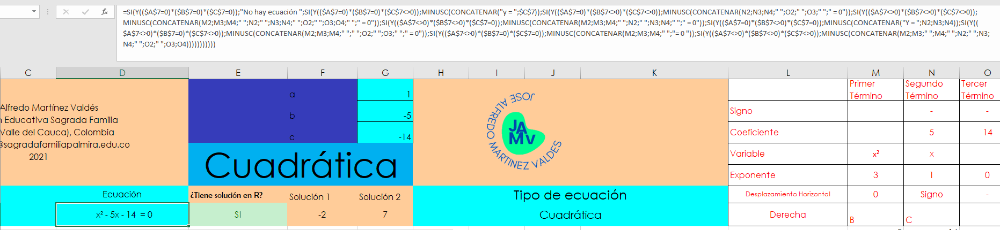 =SI(Y(($A$7=0)*($B$7=0)*($C$7=0));"No hay ecuación ";SI(Y(($A$7=0)*($B$7=0)*($C$7<>0));MINUSC(CONCATENAR("y = ";$C$7));SI(Y(($A$7=0)*($B$7<>0)*($C$7<>0));MINUSC(CONCATENAR(N2;N3;N4;" ";O2;" ";O3;" ";" = 0"));SI(Y(($A$7<>0)*($B$7<>0)*($C$7<>0));
MINUSC(CONCATENAR(M2;M3;M4;" ";N2;" ";N3;N4;" ";O2;" ";O3;O4;" ";" = 0"));SI(Y(($A$7<>0)*($B$7<>0)*($C$7=0));MINUSC(CONCATENAR(M2;M3;M4;" ";N2;" ";N3;N4;" ";" = 0"));SI(Y(($A$7=0)*($B$7<>0)*($C$7=0));MINUSC(CONCATENAR("Y = ";N2;N3;N4));SI(Y((
$A$7<>0)*($B$7=0)*($C$7<>0));MINUSC(CONCATENAR(M2;M3;M4;" ";" ";O2;" ";O3;" ";" = 0"));SI(Y(($A$7<>0)*($B$7=0)*($C$7=0));MINUSC(CONCATENAR(M2;M3;M4;" ";"= 0 "));SI(Y(($A$7<>0)*($B$7<>0)*($C$7<>0));MINUSC(CONCATENAR(M2;M3;" ";M4;" ";N2;" ";N3;
N4;" ";O2;" ";O3;O4)))))))))))
fx
C D E F G H I J K L M N O
Alfredo Martínez Valdés
n Educativa Sagrada Familia
Valle del Cauca), Colombia
@sagradafamiliapalmira.edu.co
2021
a 1
b -5
c -14
Cuadrática
JOSE ALFREDO MARTINEZ VALDES
JA
MV
Primer Término Segundo Término Tercer Término
Signo - -
Coeficiente 5 14
Variable x² x
Exponente 3 1 0
Desplazamiento Horizontal 0 Signo -
Derecha B C
Ecuación ¿Tiene solución en R? Solución 1 Solución 2 Tipo de ecuación
x² - 5x - 14 = 0 SI -2 7 Cuadrática